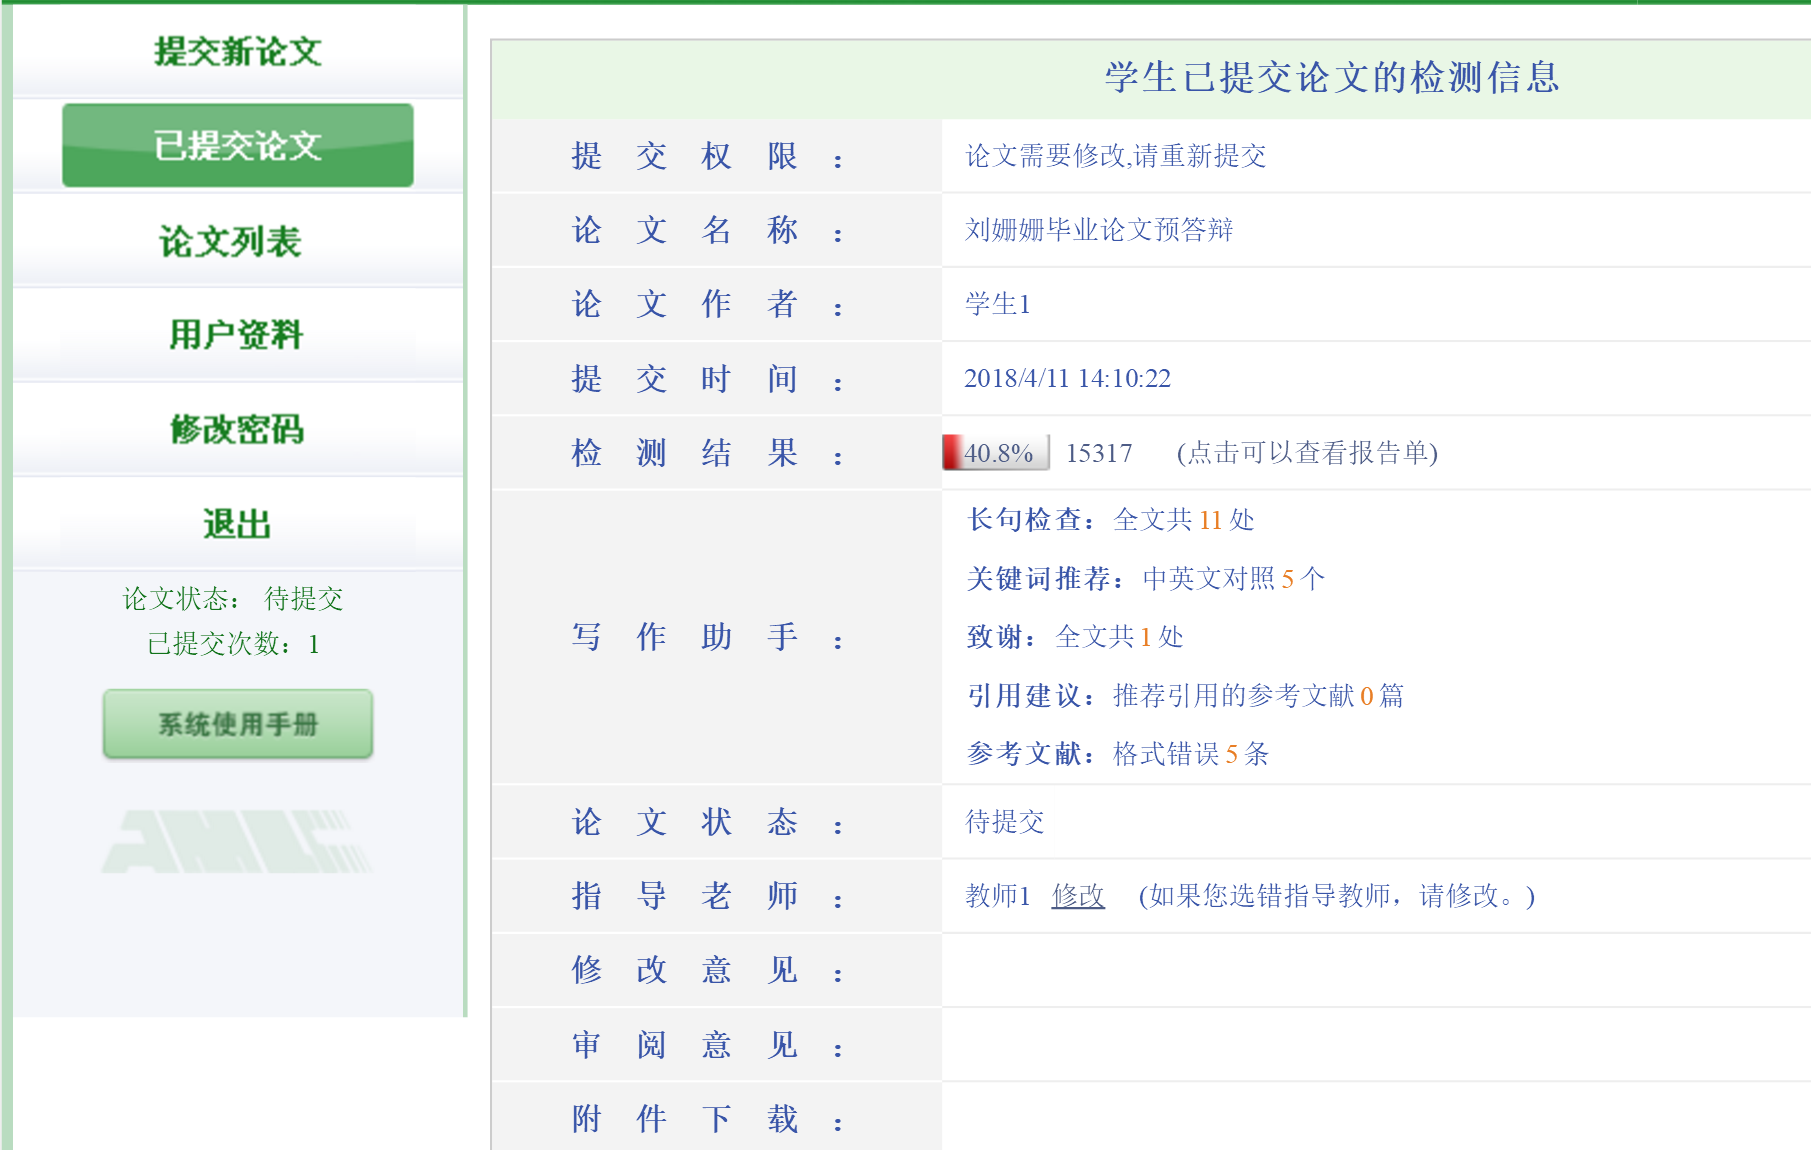 提交新论文
已提交论文
论文列表
用户资料
修改密码
退出
论文状态： 待提交
已提交次数：1
系统使用手册
AMLC
学生已提交论文的检测信息
提交权限： 论文需要修改,请重新提交
论文名称： 刘姗姗毕业论文预答辩
论文作者： 学生1
提交时间： 2018/4/11 14:10:22
检测结果： 40.8% 15317 (点击可以查看报告单)
写作助手：
长句检查：全文共 11 处
关键词推荐：中英文对照 5 个
致谢：全文共 1 处
引用建议：推荐引用的参考文献 0 篇
参考文献：格式错误 5 条
论文状态： 待提交
指导老师： 教师1 修改 (如果您选错指导教师，请修改。)
修改意见：
审阅意见：
附件下载：